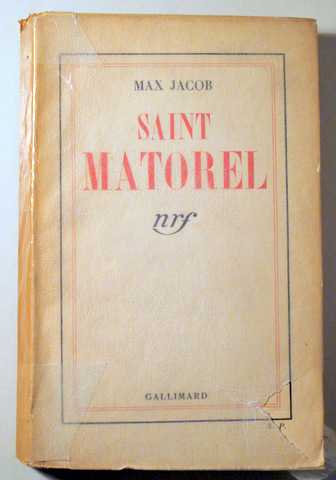 MAX JACOB
SAINT
MATOREL
nrf
GALLIMARD
S. P.